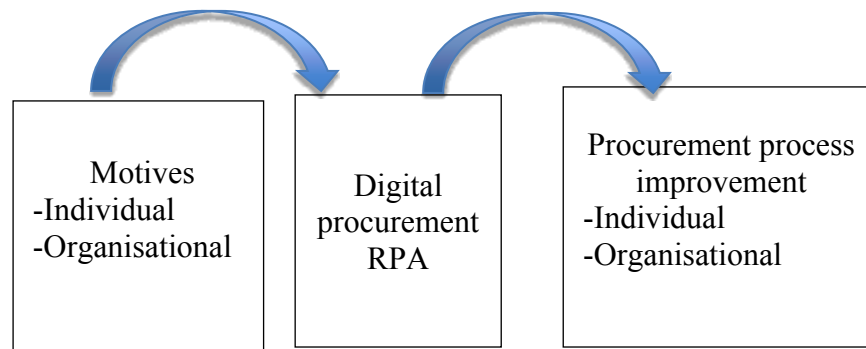 Motives
-Individual
-Organisational
Digital
procurement
RPA
Procurement process
improvement
-Individual
-Organisational